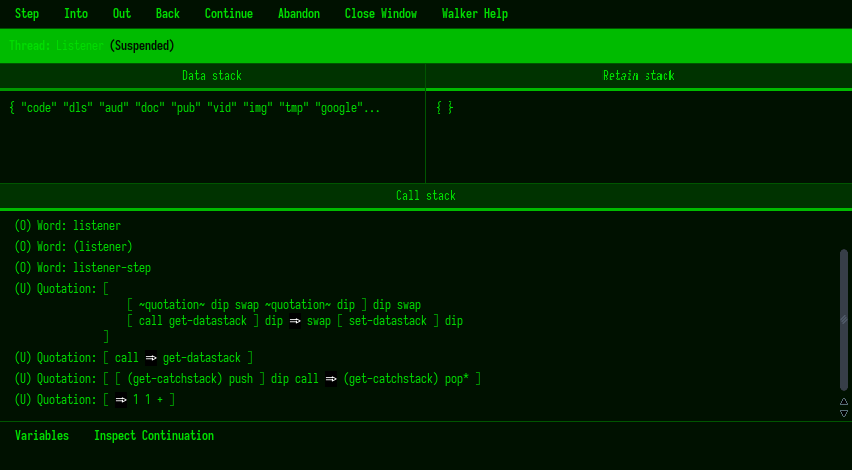 Step Into Out Back Continue Abandon Close Window Walker Help
Thread: Listener (Suspended)
Data stack Retain stack
{ "code" "dls" "aud" "doc" "pub" "vid" "img" "tmp" "google"... { }
Call stack
(O) Word: listener
(O) Word: (listener)
(O) Word: listener-step
(U) Quotation: [
[ ~quotation~ dip swap ~quotation~ dip ] dip swap
[ call get-datastack ] dip => swap [ set-datastack ] dip
]
(U) Quotation: [ call => get-datastack ]
(U) Quotation: [ [ (get-catchstack) push ] dip call => (get-catchstack) pop* ]
(U) Quotation: [ => 1 1 + ]
Variables Inspect Continuation